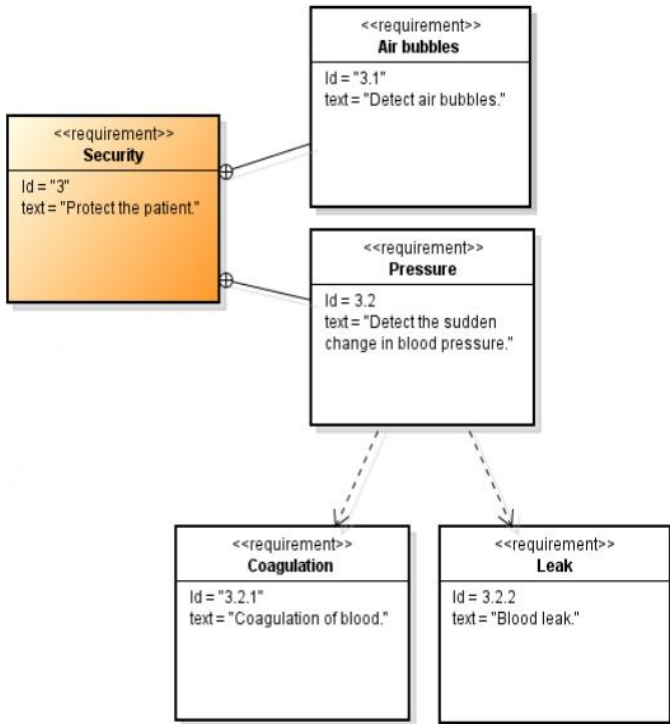 <<requirement>>
Air bubbles
Id = "3.1"
text = "Detect air bubbles."
<<requirement>>
Security
Id = "3"
text = "Protect the patient."
<<requirement>>
Pressure
Id = 3.2
text = "Detect the sudden
change in blood pressure."
<<requirement>>
Coagulation
Id = "3.2.1"
text = "Coagulation of blood."
<<requirement>>
Leak
Id = 3.2.2
text = "Blood leak."